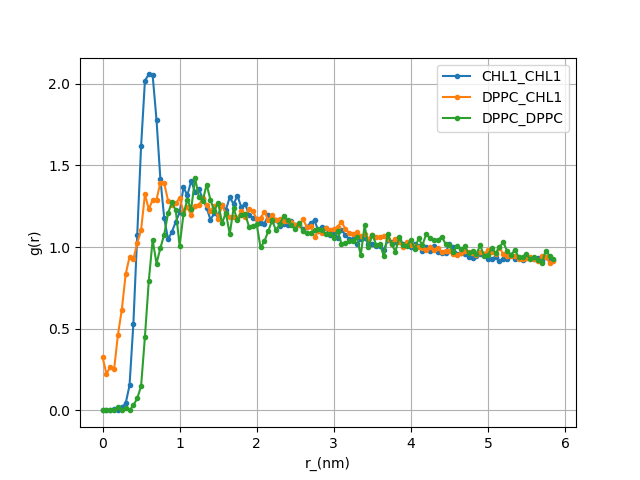 CHL1_CHL1
DPPC_CHL1
DPPC_DPPC
2.0
1.5
1.0
0.5
0.0
g(r)
0 1 2 3 4 5 6
r_(nm)